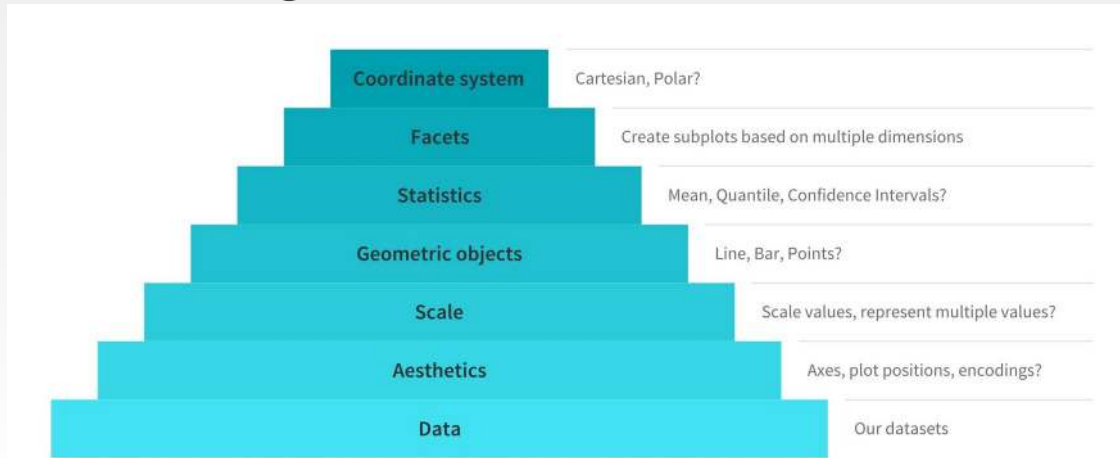 Coordinate system Cartesian, Polar?
Facets Create subplots based on multiple dimensions
Statistics Mean, Quantile, Confidence Intervals?
Geometric objects Line, Bar, Points?
Scale Scale values, represent multiple values?
Aesthetics Axes, plot positions, encodings?
Data Our datasets